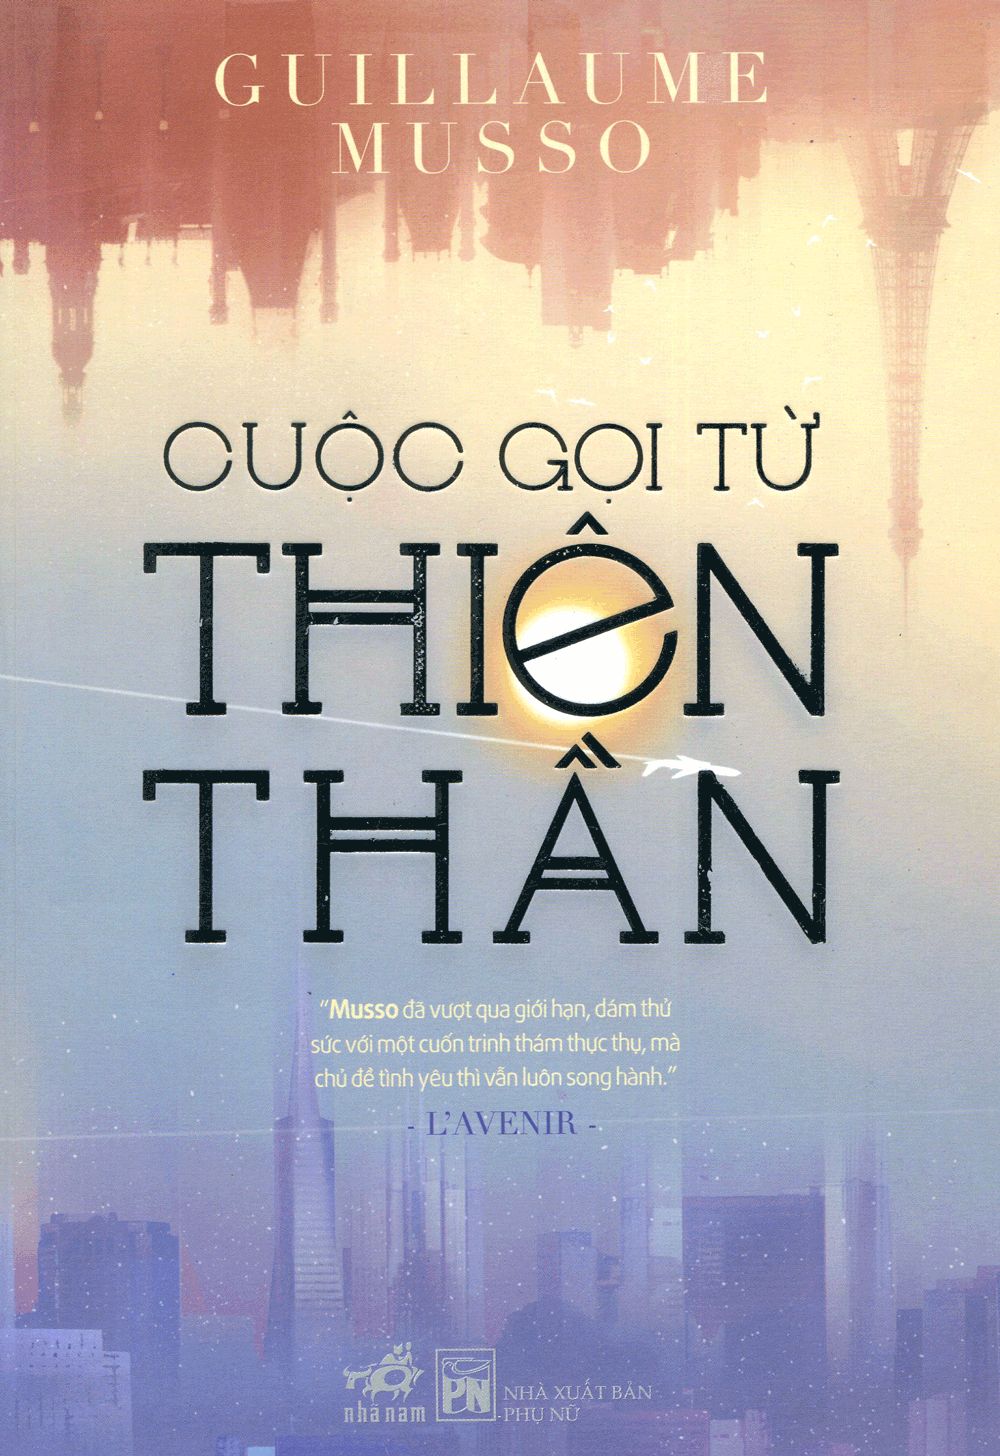 GUILLAUME
MUSSO
CUỘC GỌI TỪ
THIÊN
THẦN
“Musso đã vượt qua giới hạn, dám thử
sức với một cuốn trinh thám thực thụ, mà
chủ đề tình yêu thì vẫn luôn song hành.”
- L’AVENIR -
nhã nam
PN
NHÀ XUẤT BẢN
PHỤ NỮ